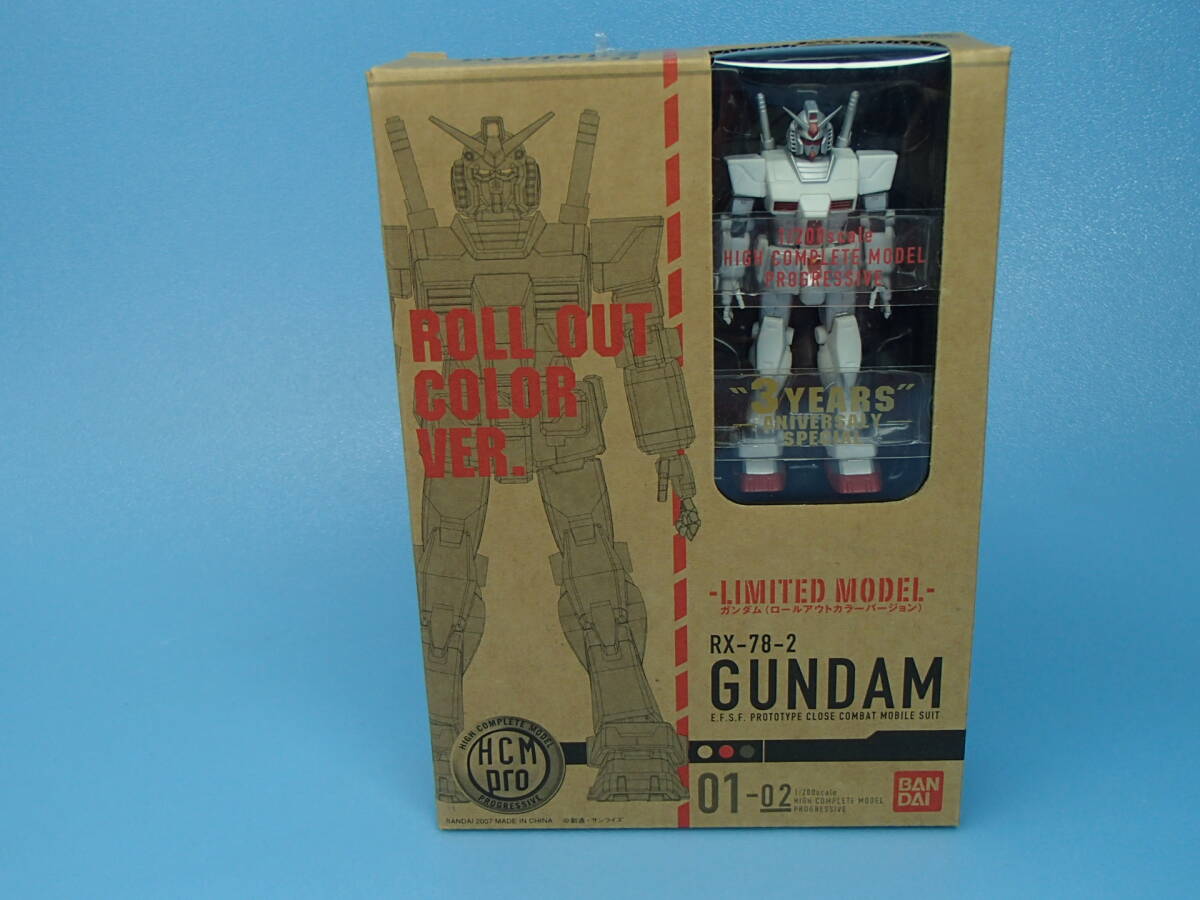 ROLL OUT
COLOR
VER.
1/200scale
HIGH COMPLETE MODEL
PROGRESSIVE
"3 YEARS"
ANIVERSALY
SPECIAL
-LIMITED MODEL-
ガンダム(ロールアウトカラーバージョン)
RX-78-2
GUNDAM
E.F.S.F. PROTOTYPE CLOSE COMBAT MOBILE SUIT
HIGH COMPLETE MODEL
HCM
pro
PROGRESSIVE
01-02
1/200scale
HIGH COMPLETE MODEL
PROGRESSIVE
BAN
DAI
BANDAI 2007 MADE IN CHINA ©創通・サンライズ